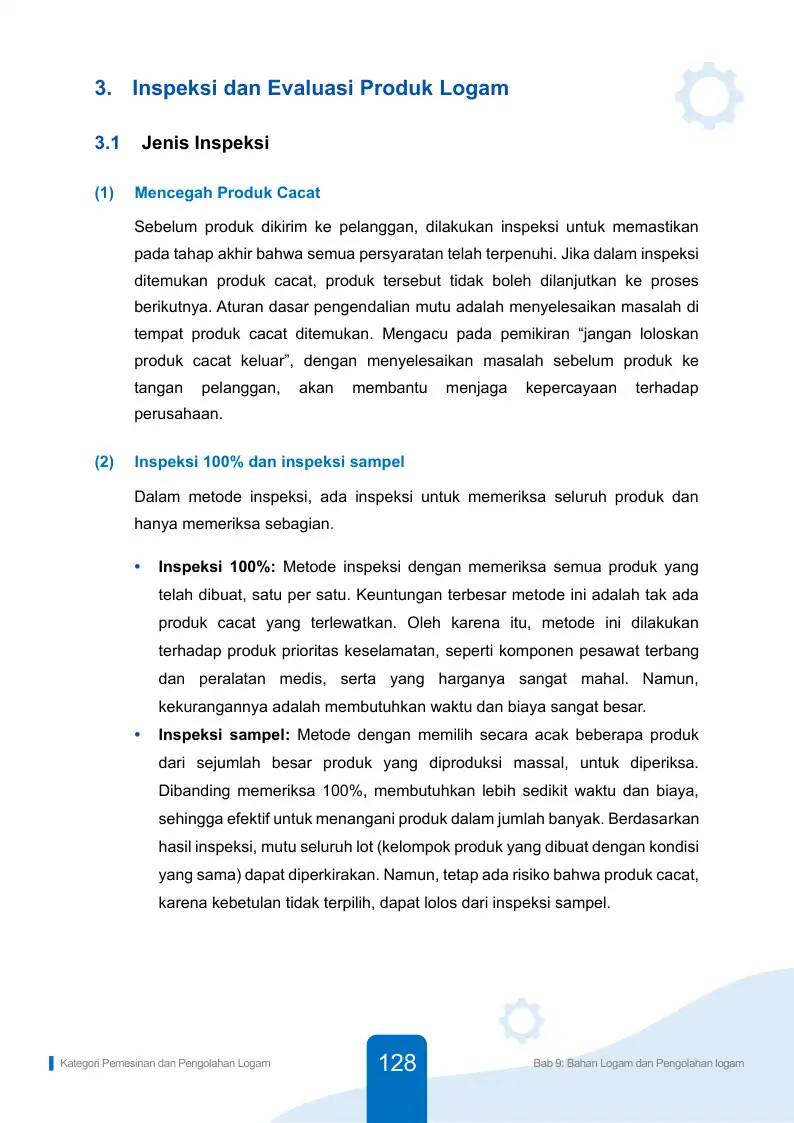 3. Inspeksi dan Evaluasi Produk Logam
3.1 Jenis Inspeksi
(1) Mencegah Produk Cacat
Sebelum produk dikirim ke pelanggan, dilakukan inspeksi untuk memastikan
pada tahap akhir bahwa semua persyaratan telah terpenuhi. Jika dalam inspeksi
ditemukan produk cacat, produk tersebut tidak boleh dilanjutkan ke proses
berikutnya. Aturan dasar pengendalian mutu adalah menyelesaikan masalah di
tempat produk cacat ditemukan. Mengacu pada pemikiran “jangan loloskan
produk cacat keluar”, dengan menyelesaikan masalah sebelum produk ke
tangan pelanggan, akan membantu menjaga kepercayaan terhadap
perusahaan.
(2) Inspeksi 100% dan inspeksi sampel
Dalam metode inspeksi, ada inspeksi untuk memeriksa seluruh produk dan
hanya memeriksa sebagian.
• Inspeksi 100%: Metode inspeksi dengan memeriksa semua produk yang
telah dibuat, satu per satu. Keuntungan terbesar metode ini adalah tak ada
produk cacat yang terlewatkan. Oleh karena itu, metode ini dilakukan
terhadap produk prioritas keselamatan, seperti komponen pesawat terbang
dan peralatan medis, serta yang harganya sangat mahal. Namun,
kekurangannya adalah membutuhkan waktu dan biaya sangat besar.
• Inspeksi sampel: Metode dengan memilih secara acak beberapa produk
dari sejumlah besar produk yang diproduksi massal, untuk diperiksa.
Dibanding memeriksa 100%, membutuhkan lebih sedikit waktu dan biaya,
sehingga efektif untuk menangani produk dalam jumlah banyak. Berdasarkan
hasil inspeksi, mutu seluruh lot (kelompok produk yang dibuat dengan kondisi
yang sama) dapat diperkirakan. Namun, tetap ada risiko bahwa produk cacat,
karena kebetulan tidak terpilih, dapat lolos dari inspeksi sampel.
Kategori Pemesinan dan Pengolahan Logam
128
Bab 9: Bahan Logam dan Pengolahan logam